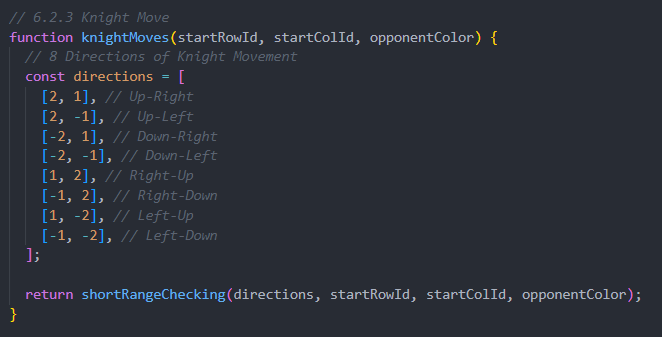 // 6.2.3 Knight Move
function knightMoves(startRowId, startColId, opponentColor) {
  // 8 Directions of Knight Movement
  const directions = [
    [2, 1], // Up-Right
    [2, -1], // Up-Left
    [-2, 1], // Down-Right
    [-2, -1], // Down-Left
    [1, 2], // Right-Up
    [-1, 2], // Right-Down
    [1, -2], // Left-Up
    [-1, -2], // Left-Down
  ];
  return shortRangeChecking(directions, startRowId, startColId, opponentColor);
}